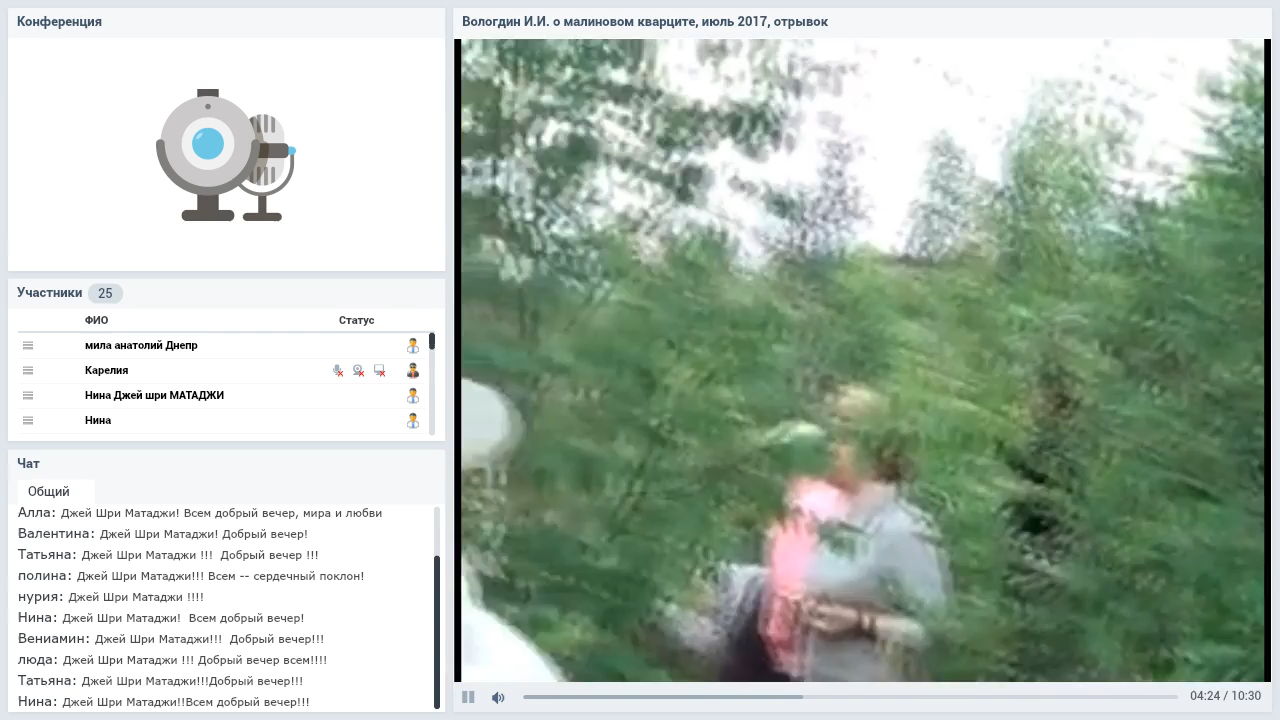 Конференция
Вологдин И.И. о малиновом кварците, июль 2017, отрывок
Участники 25
ФИО Статус
мила анатолий Днепр
Карелия
Нина Джей шри МАТАДЖИ
Нина
Чат
Общий
Алла: Джей Шри Матаджи! Всем добрый вечер, мира и любви
Валентина: Джей Шри Матаджи! Добрый вечер!
Татьяна: Джей Шри Матаджи !!! Добрый вечер !!!
полина: Джей Шри Матаджи!!! Всем -- сердечный поклон!
нурия: Джей Шри Матаджи !!!!
Нина: Джей Шри Матаджи! Всем добрый вечер!
Вениамин: Джей Шри Матаджи!!! Добрый вечер!!!
люда: Джей Шри Матаджи !!! Добрый вечер всем!!!!
Татьяна: Джей Шри Матаджи!!!Добрый вечер!!!
Нина: Джей Шри Матаджи!!Всем добрый вечер!!!
04:24 / 10:30